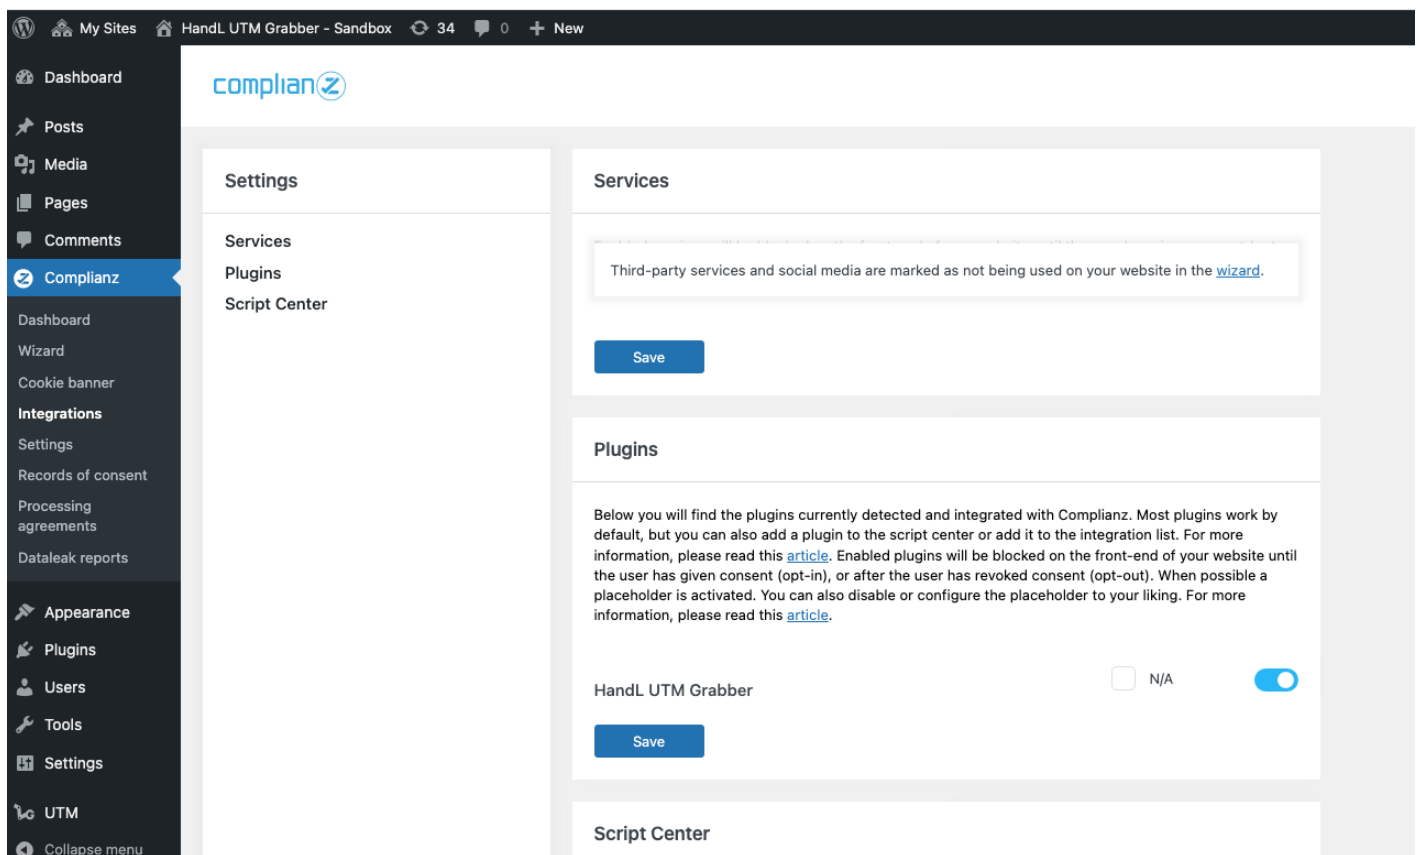 My Sites
HandL UTM Grabber - Sandbox
34
0
New
Dashboard
Posts
Media
Pages
Comments
Complianz
Dashboard
Wizard
Cookie banner
Integrations
Settings
Records of consent
Processing
agreements
Dataleak reports
Appearance
Plugins
Users
Tools
Settings
UTM
Collapse menu
complianz
Settings
Services
Plugins
Script Center
Services
Third-party services and social media are marked as not being used on your website in the wizard.
Save
Plugins
Below you will find the plugins currently detected and integrated with Complianz. Most plugins work by
default, but you can also add a plugin to the script center or add it to the integration list. For more
information, please read this article. Enabled plugins will be blocked on the front-end of your website until
the user has given consent (opt-in), or after the user has revoked consent (opt-out). When possible a
placeholder is activated. You can also disable or configure the placeholder to your liking. For more
information, please read this article.
HandL UTM Grabber
N/A
Save
Script Center